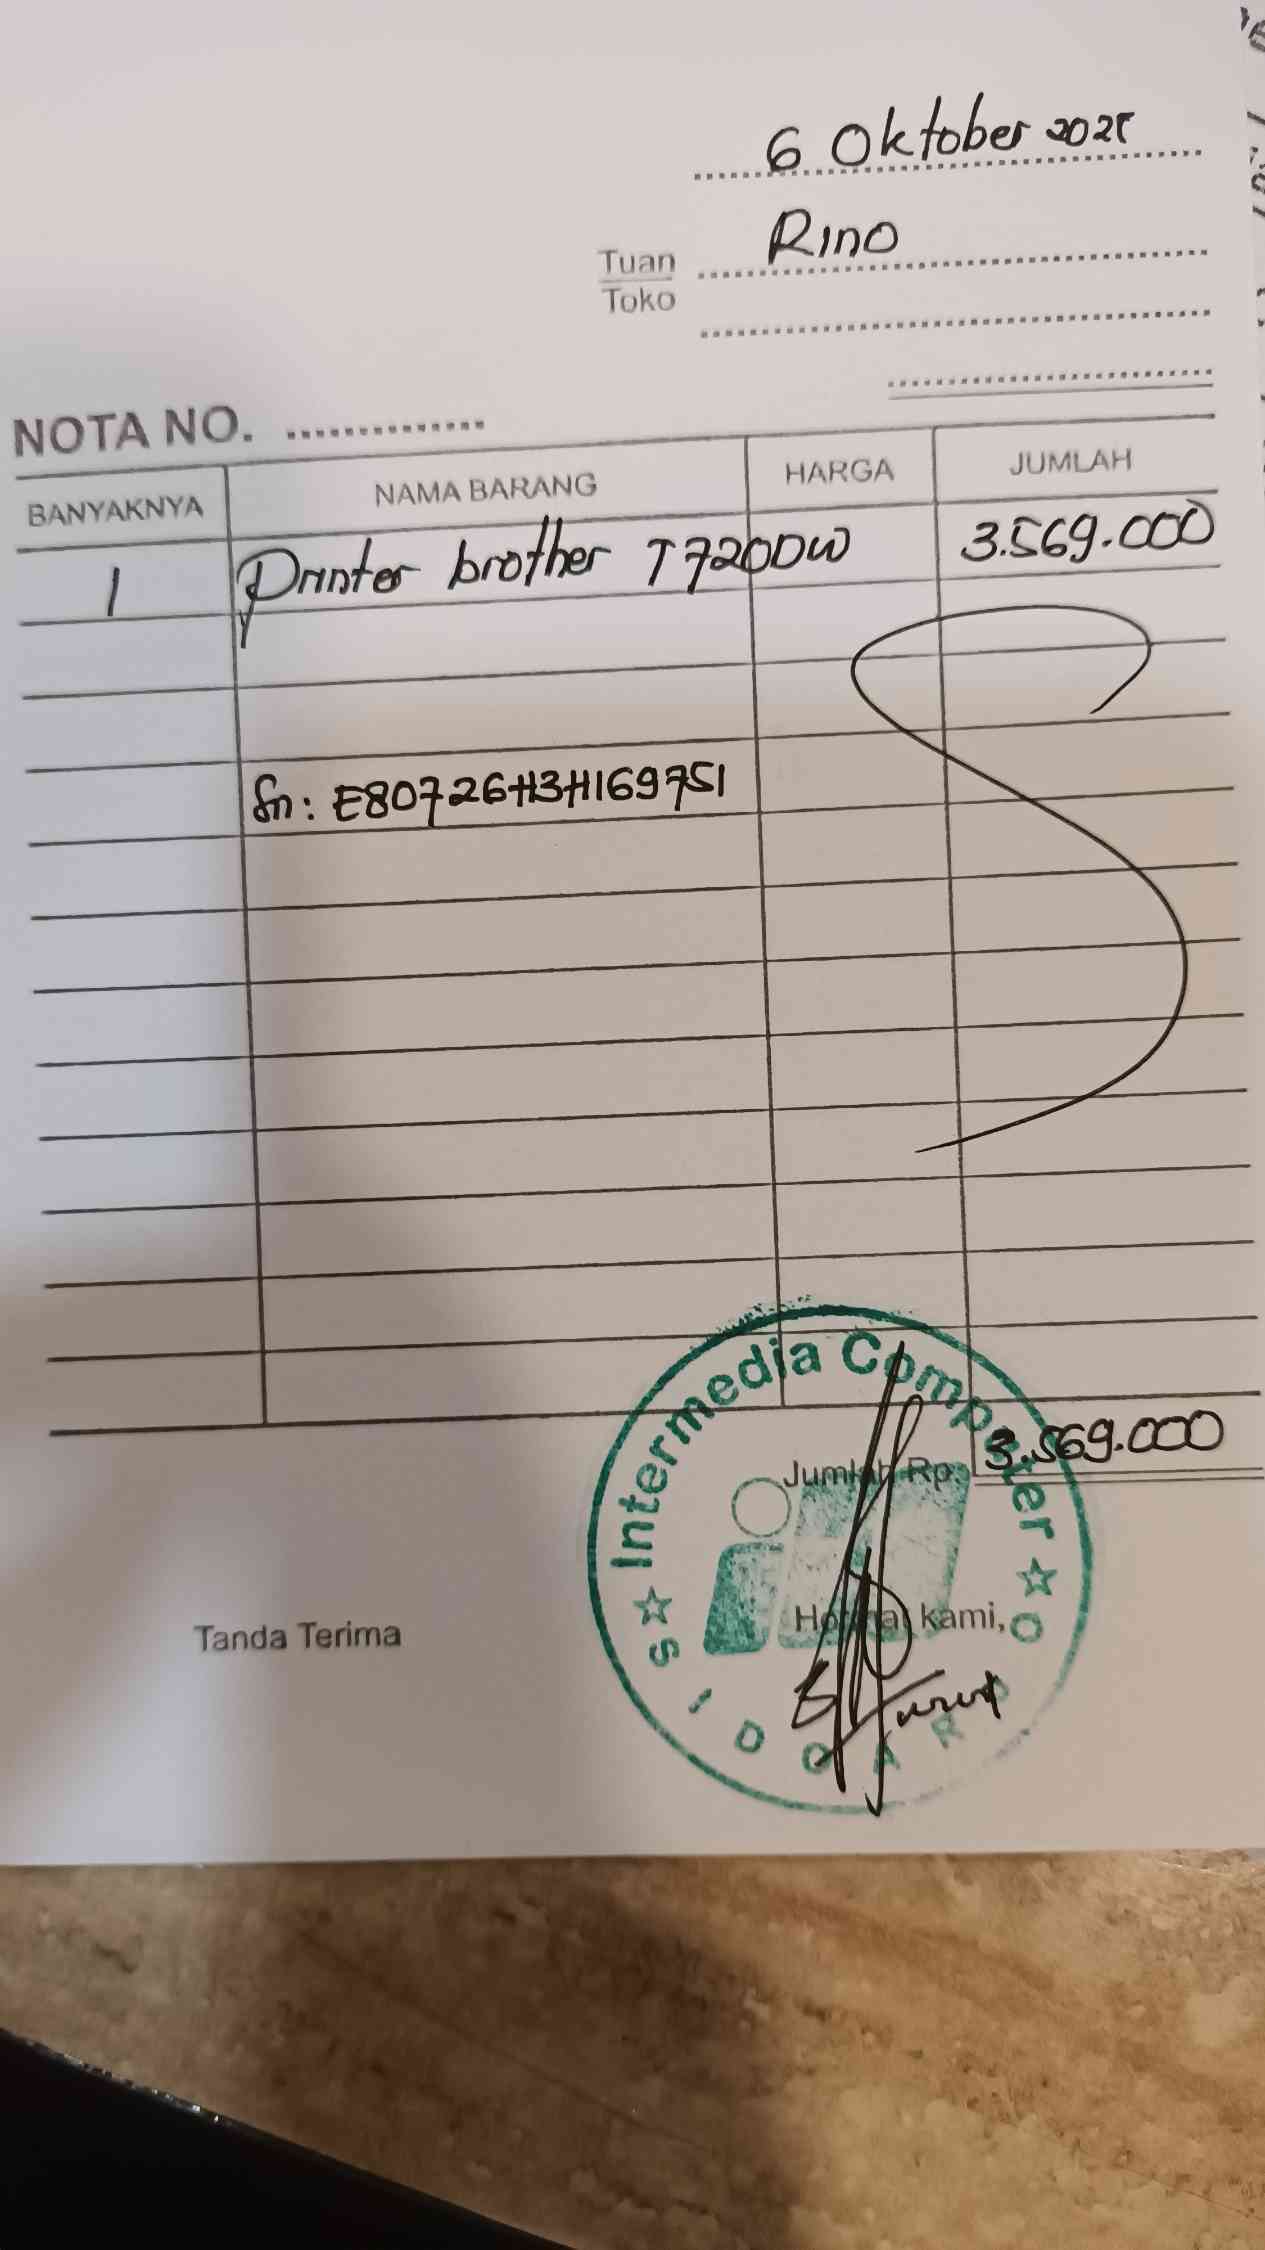 6 Oktober 2025
Tuan Rino
Toko
NOTA NO.
BANYAKNYA NAMA BARANG HARGA JUMLAH
1 Printer brother T720DW 3.569.000
Sn: E80726H3H169751
Jumlah Rp. 3.569.000
Tanda Terima Hormat kami,
Intermedia Computer
SIDOARJO